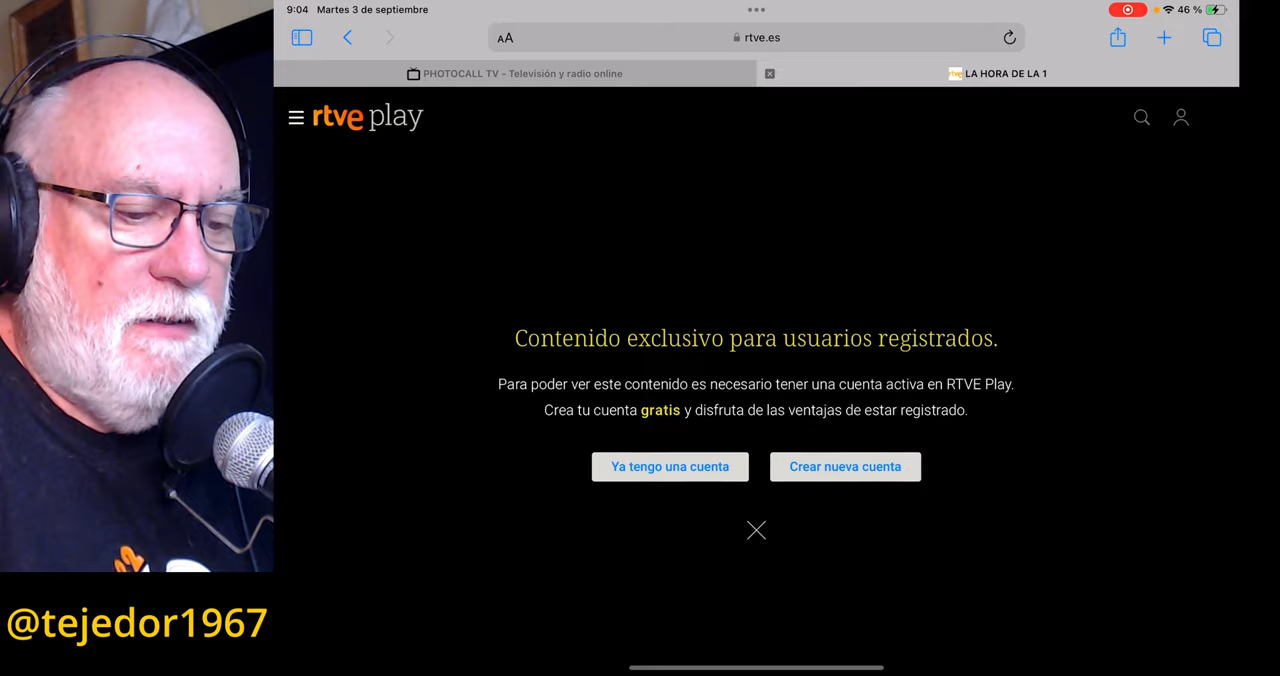 9:04 Martes 3 de septiembre
46 %
AA
rtve.es
PHOTOCALL TV - Televisión y radio online
rtve LA HORA DE LA 1
rtve play
Contenido exclusivo para usuarios registrados.
Para poder ver este contenido es necesario tener una cuenta activa en RTVE Play.
Crea tu cuenta gratis y disfruta de las ventajas de estar registrado.
Ya tengo una cuenta
Crear nueva cuenta
@tejedor1967